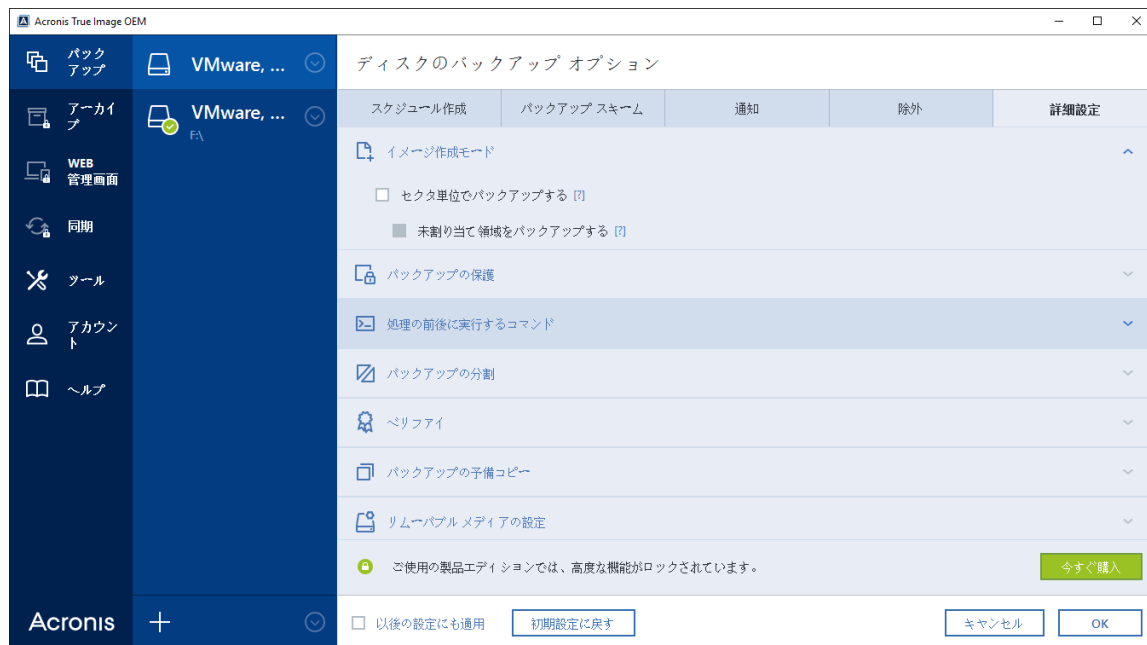 Acronis True Image OEM
バック
アップ
アーカイ
ブ
WEB
管理画面
同期
ツール
アカウン
ト
ヘルプ
Acronis
VMware, ...
VMware, ...
F:\
ディスクのバックアップ オプション
スケジュール作成
バックアップ スキーム
通知
除外
詳細設定
イメージ作成モード
セクタ単位でバックアップする [?]
未割り当て領域をバックアップする [?]
バックアップの保護
処理の前後に実行するコマンド
バックアップの分割
ベリファイ
バックアップの予備コピー
リムーバブル メディアの設定
ご使用の製品エディションでは、高度な機能がロックされています。
今すぐ購入
以後の設定にも適用
初期設定に戻す
キャンセル
OK